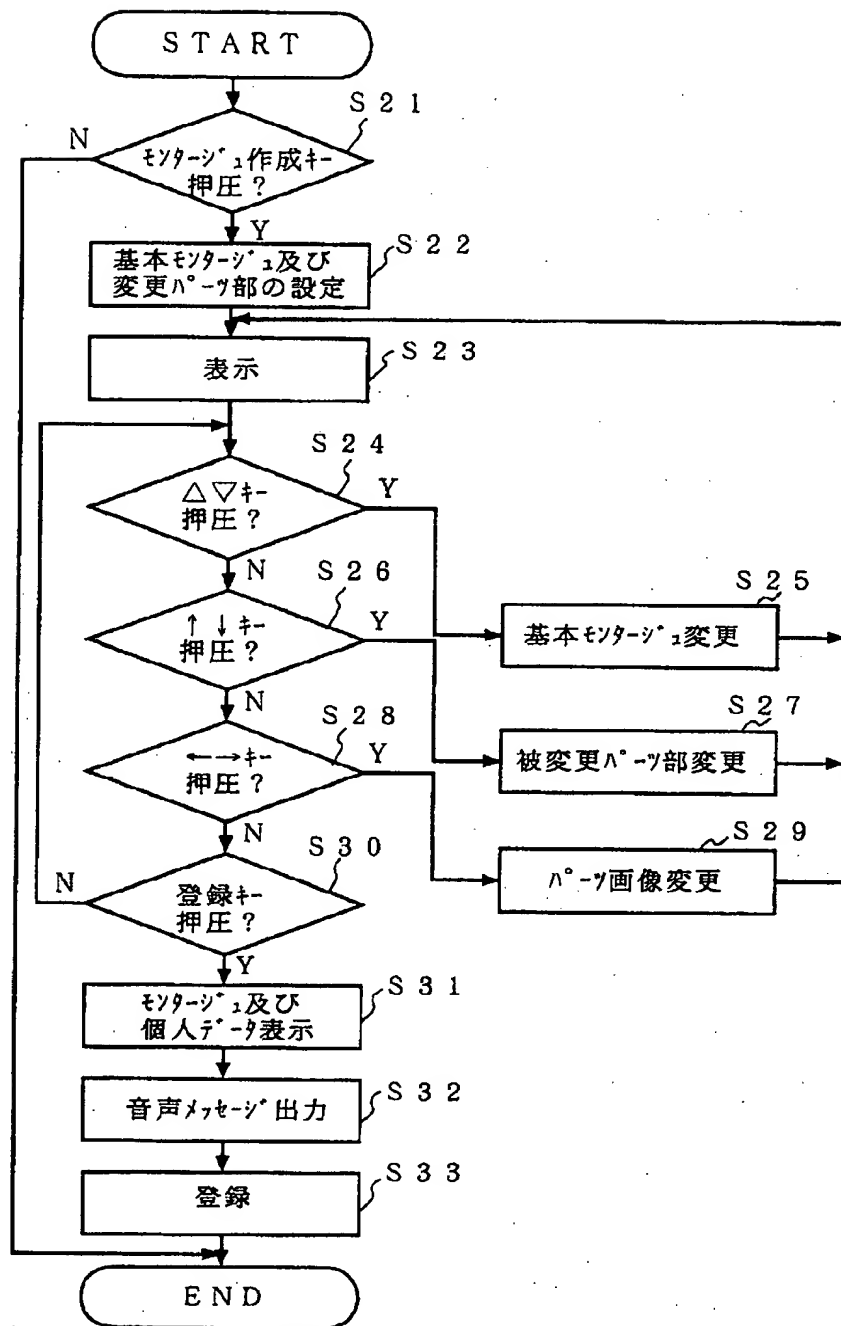 START
S21
N
モンタージュ作成キー
押圧?
Y
S22
基本モンタージュ及び
変更パーツ部の設定
S23
表示
S24
△▽キー
押圧?
Y
N
S26
↑↓キー
押圧?
Y
S25
基本モンタージュ変更
N
S28
←→キー
押圧?
Y
S27
被変更パーツ部変更
N
S30
N
登録キー
押圧?
S29
パーツ画像変更
Y
S31
モンタージュ及び
個人データ表示
S32
音声メッセージ出力
S33
登録
END